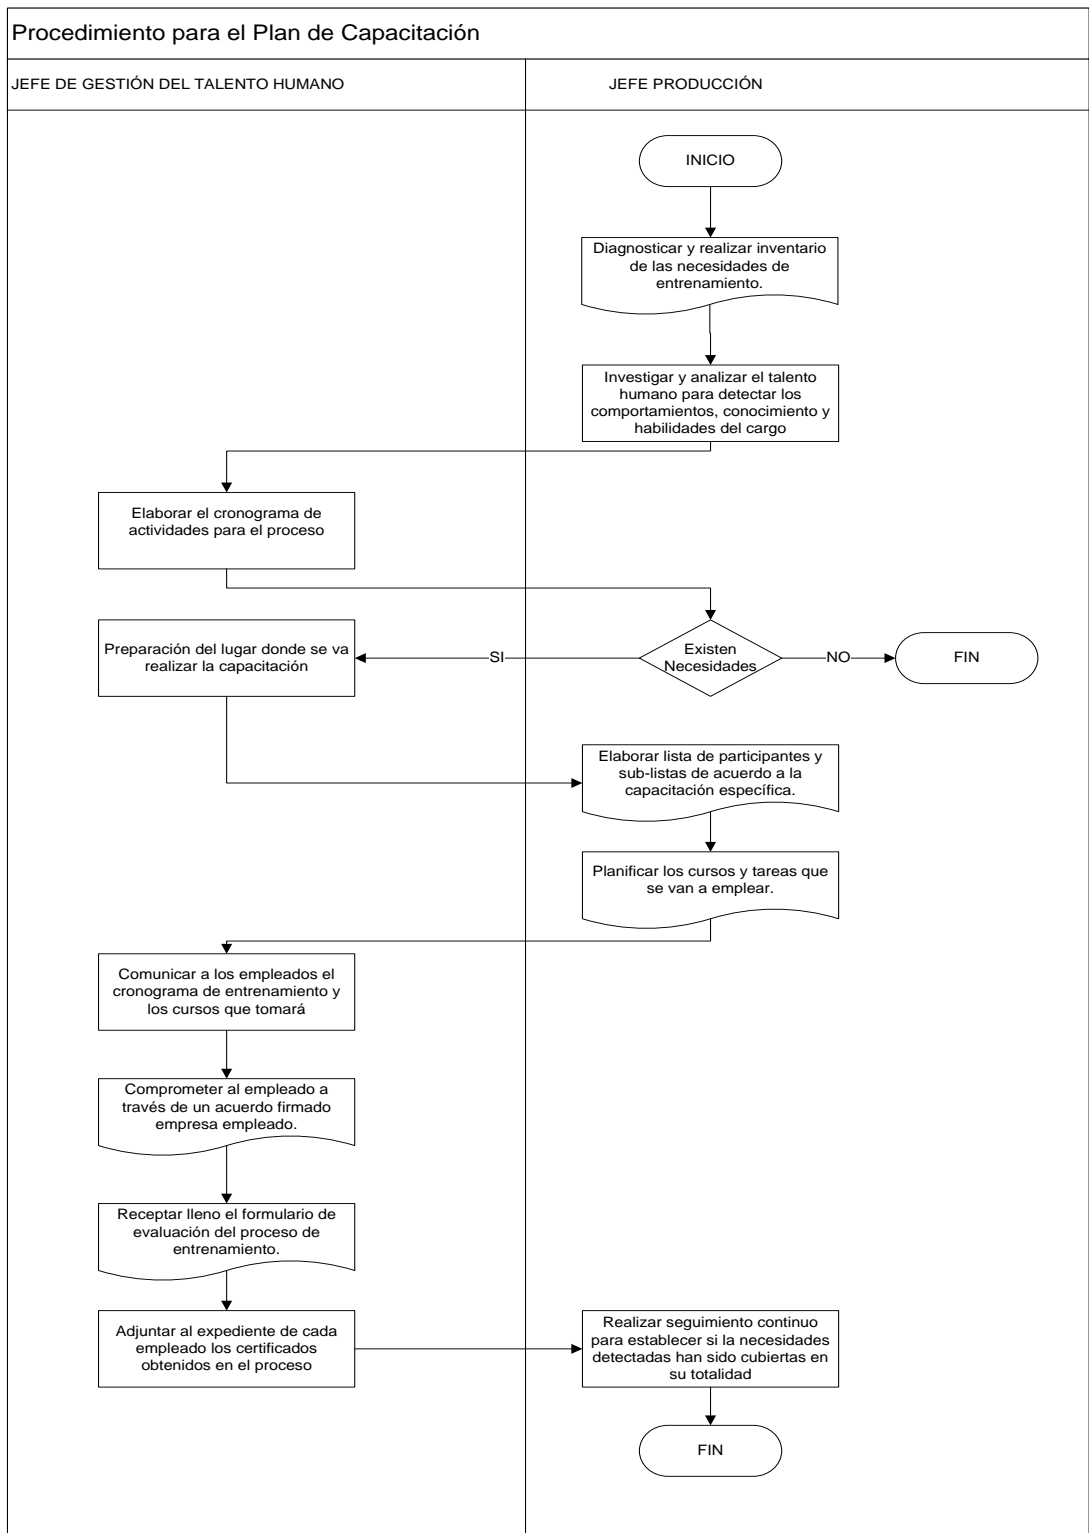 Procedimiento para el Plan de Capacitación
JEFE DE GESTIÓN DEL TALENTO HUMANO
JEFE PRODUCCIÓN
INICIO
Diagnosticar y realizar inventario
de las necesidades de
entrenamiento.
Investigar y analizar el talento
humano para detectar los
comportamientos, conocimiento y
habilidades del cargo
Elaborar el cronograma de
actividades para el proceso
Existen
Necesidades
SI
NO
FIN
Preparación del lugar donde se va
realizar la capacitación
Elaborar lista de participantes y
sub-listas de acuerdo a la
capacitación específica.
Planificar los cursos y tareas que
se van a emplear.
Comunicar a los empleados el
cronograma de entrenamiento y
los cursos que tomará
Comprometer al empleado a
través de un acuerdo firmado
empresa empleado.
Receptar lleno el formulario de
evaluación del proceso de
entrenamiento.
Adjuntar al expediente de cada
empleado los certificados
obtenidos en el proceso
Realizar seguimiento continuo
para establecer si la necesidades
detectadas han sido cubiertas en
su totalidad
FIN